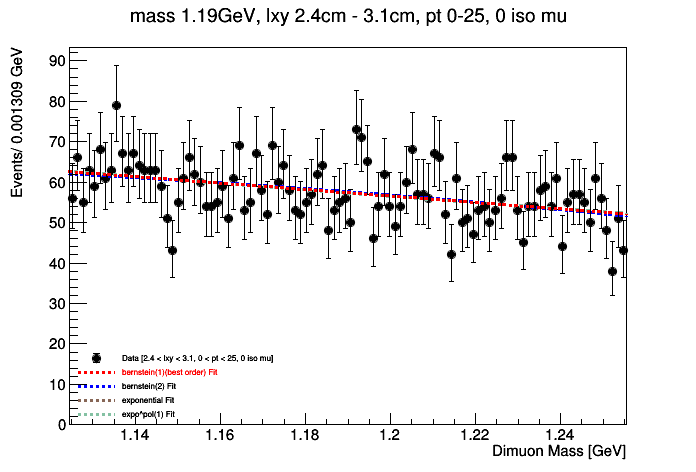 mass 1.19GeV, lxy 2.4cm - 3.1cm, pt 0-25, 0 iso mu
Events/ 0.001309 GeV
90
80
70
60
50
40
30
20
10
0
Data [2.4 < lxy < 3.1, 0 < pt < 25, 0 iso mu]
bernstein(1)(best order) Fit
bernstein(2) Fit
exponential Fit
expo*pol(1) Fit
1.14 1.16 1.18 1.2 1.22 1.24
Dimuon Mass [GeV]